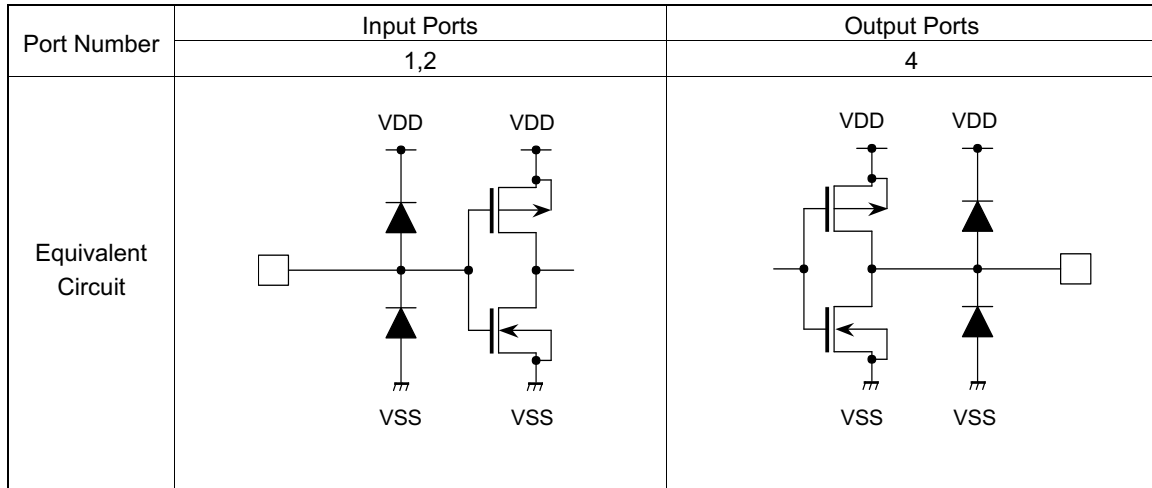 Port Number
Input Ports
Output Ports
1,2
4
Equivalent
Circuit
VDD
VDD
VSS
VSS
VDD
VDD
VSS
VSS